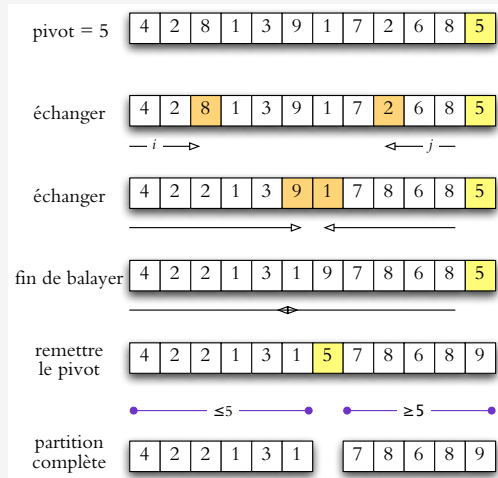 pivot = 5 4 2 8 1 3 9 1 7 2 6 8 5
échanger 4 2 8 1 3 9 1 7 2 6 8 5
i j
échanger 4 2 2 1 3 9 1 7 8 6 8 5
fin de balayer 4 2 2 1 3 1 9 7 8 6 8 5
remettre
le pivot 4 2 2 1 3 1 5 7 8 6 8 9
≤5 ≥5
partition
complète 4 2 2 1 3 1 7 8 6 8 9